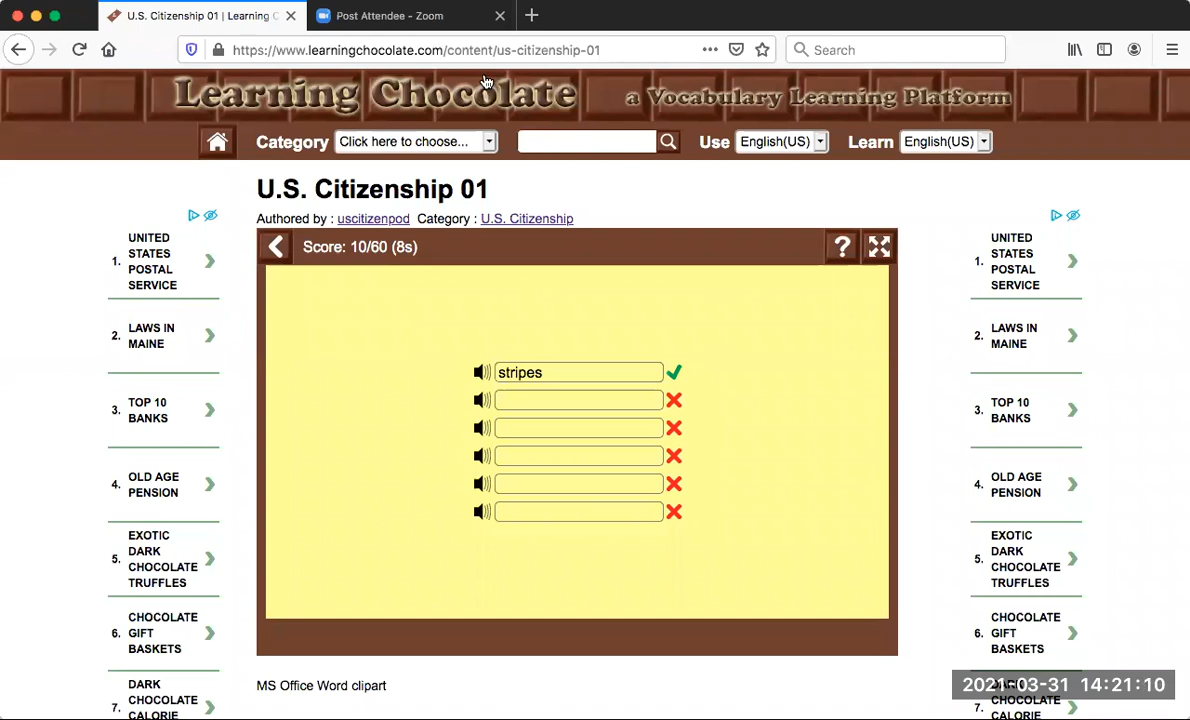 U.S. Citizenship 01 | Learning C
Post Attendee - Zoom
https://www.learningchocolate.com/content/us-citizenship-01
Search
Learning Chocolate
a Vocabulary Learning Platform
Category
Click here to choose...
Use
English(US)
Learn
English(US)
U.S. Citizenship 01
Authored by : uscitizenpod Category : U.S. Citizenship
Score: 10/60 (8s)
?
stripes
1. UNITED
STATES
POSTAL
SERVICE
2. LAWS IN
MAINE
3. TOP 10
BANKS
4. OLD AGE
PENSION
5. EXOTIC
DARK
CHOCOLATE
TRUFFLES
6. CHOCOLATE
GIFT
BASKETS
7. DARK
CHOCOLATE
CALORIE
1. UNITED
STATES
POSTAL
SERVICE
2. LAWS IN
MAINE
3. TOP 10
BANKS
4. OLD AGE
PENSION
5. EXOTIC
DARK
CHOCOLATE
TRUFFLES
6. CHOCOLATE
GIFT
BASKETS
7. DARK
CHOCOLATE
CALORIE
MS Office Word clipart
2021-03-31 14:21:10